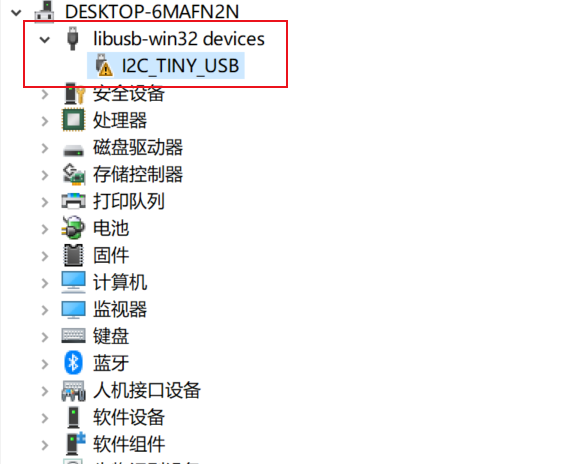 DESKTOP-6MAFN2N
libusb-win32 devices
I2C_TINY_USB
安全设备
处理器
磁盘驱动器
存储控制器
打印队列
电池
固件
计算机
监视器
键盘
蓝牙
人机接口设备
软件设备
软件组件